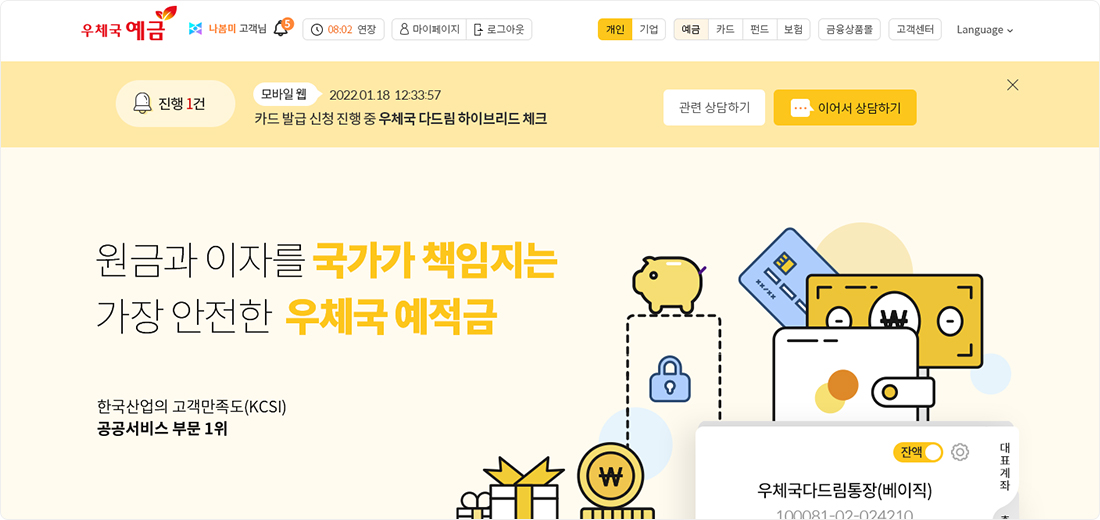 우체국 예금
나봄미 고객님 5
08:02 연장
마이페이지 로그아웃
개인 기업
예금 카드 펀드 보험
금융상품몰
고객센터
Language
진행 1건
모바일 웹 2022.01.18 12:33:57
카드 발급 신청 진행 중 우체국 다드림 하이브리드 체크
관련 상담하기
이어서 상담하기
원금과 이자를 국가가 책임지는
가장 안전한 우체국 예적금
한국산업의 고객만족도(KCSI)
공공서비스 부문 1위
xx/xx
₩
₩
잔액
대표계좌
우체국다드림통장(베이직)
100081-02-024210